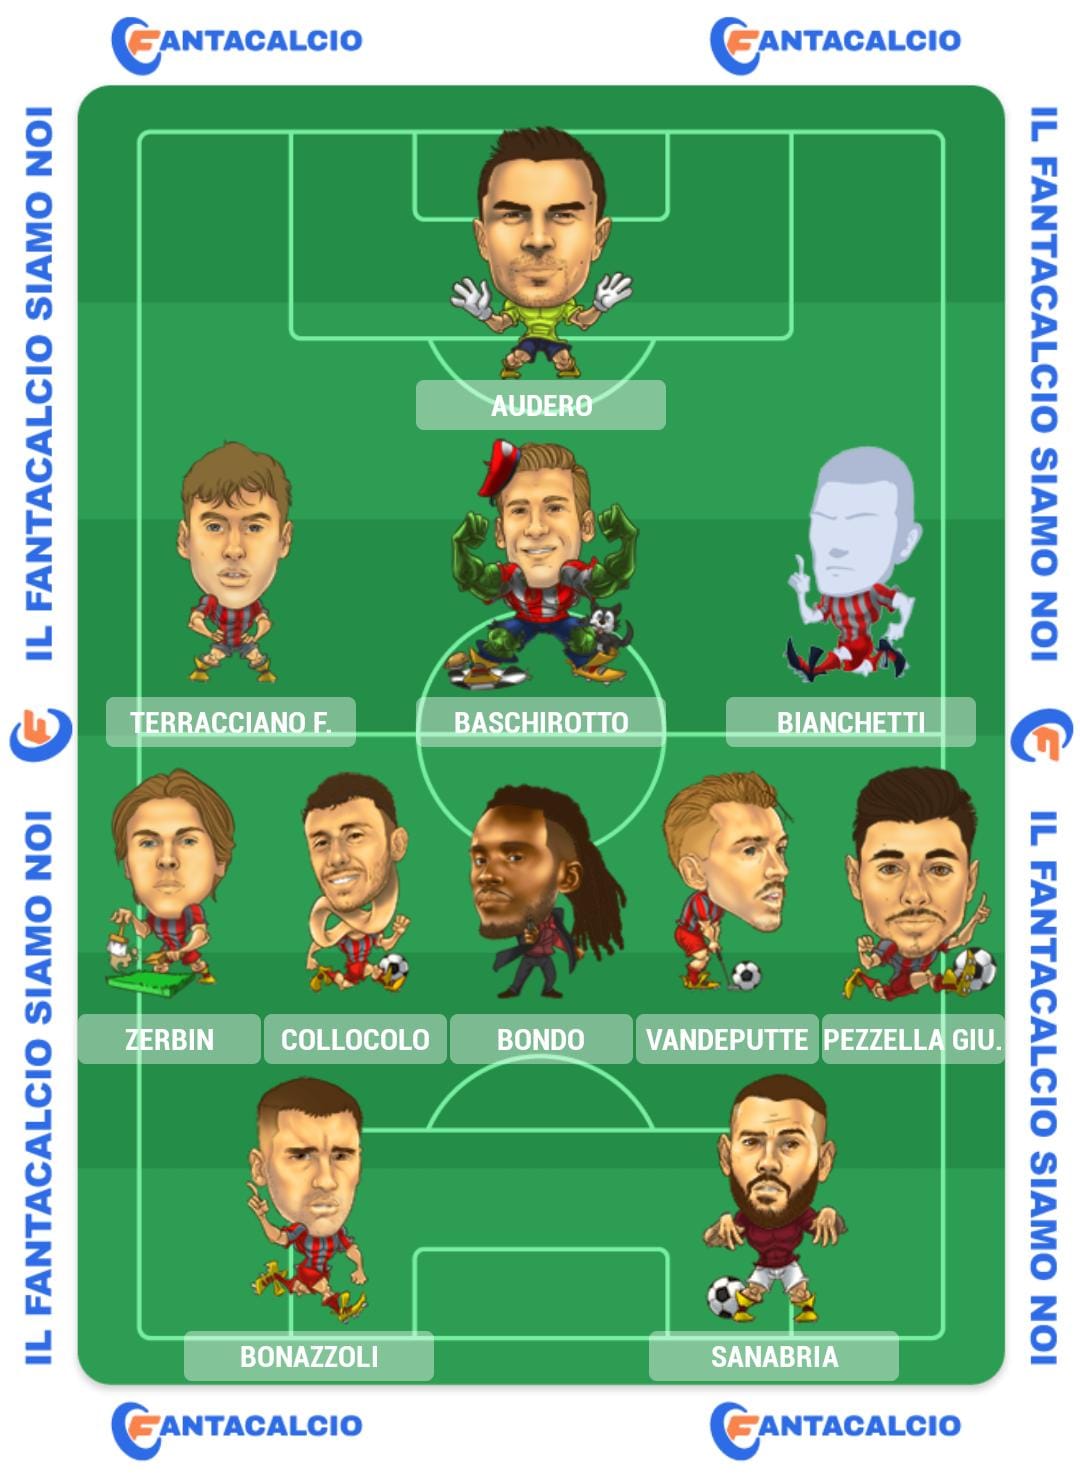 FANTACALCIO
FANTACALCIO
IL FANTACALCIO SIAMO NOI
IL FANTACALCIO SIAMO NOI
AUDERO
TERRACCIANO F.
BASCHIROTTO
BIANCHETTI
F
F
ZERBIN
COLLOCOLO
BONDO
VANDEPUTTE
PEZZELLA GIU.
IL FANTACALCIO SIAMO NOI
IL FANTACALCIO SIAMO NOI
BONAZZOLI
SANABRIA
FANTACALCIO
FANTACALCIO